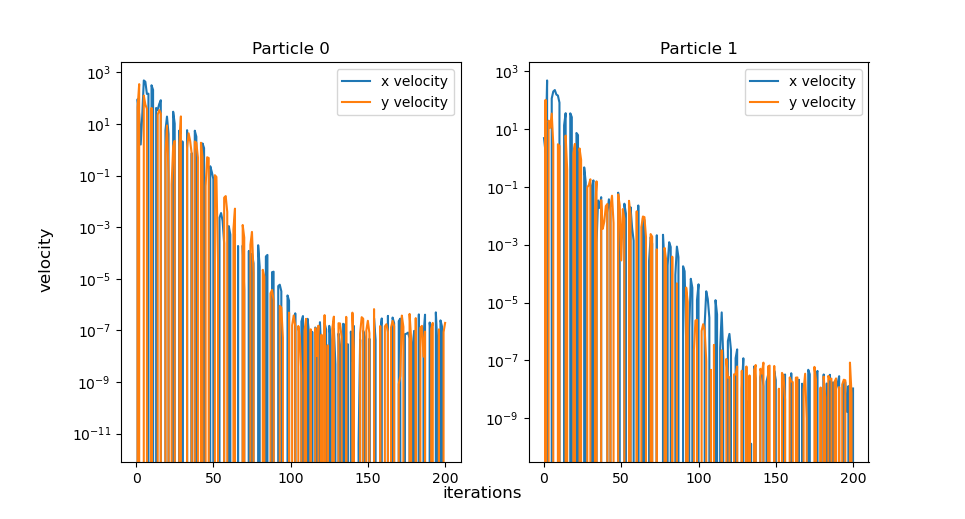 Particle 0
Particle 1
velocity
10^3
10^1
10^−1
10^−3
10^−5
10^−7
10^−9
10^−11
x velocity
y velocity
0 50 100 150 200
10^3
10^1
10^−1
10^−3
10^−5
10^−7
10^−9
x velocity
y velocity
0 50 100 150 200
iterations